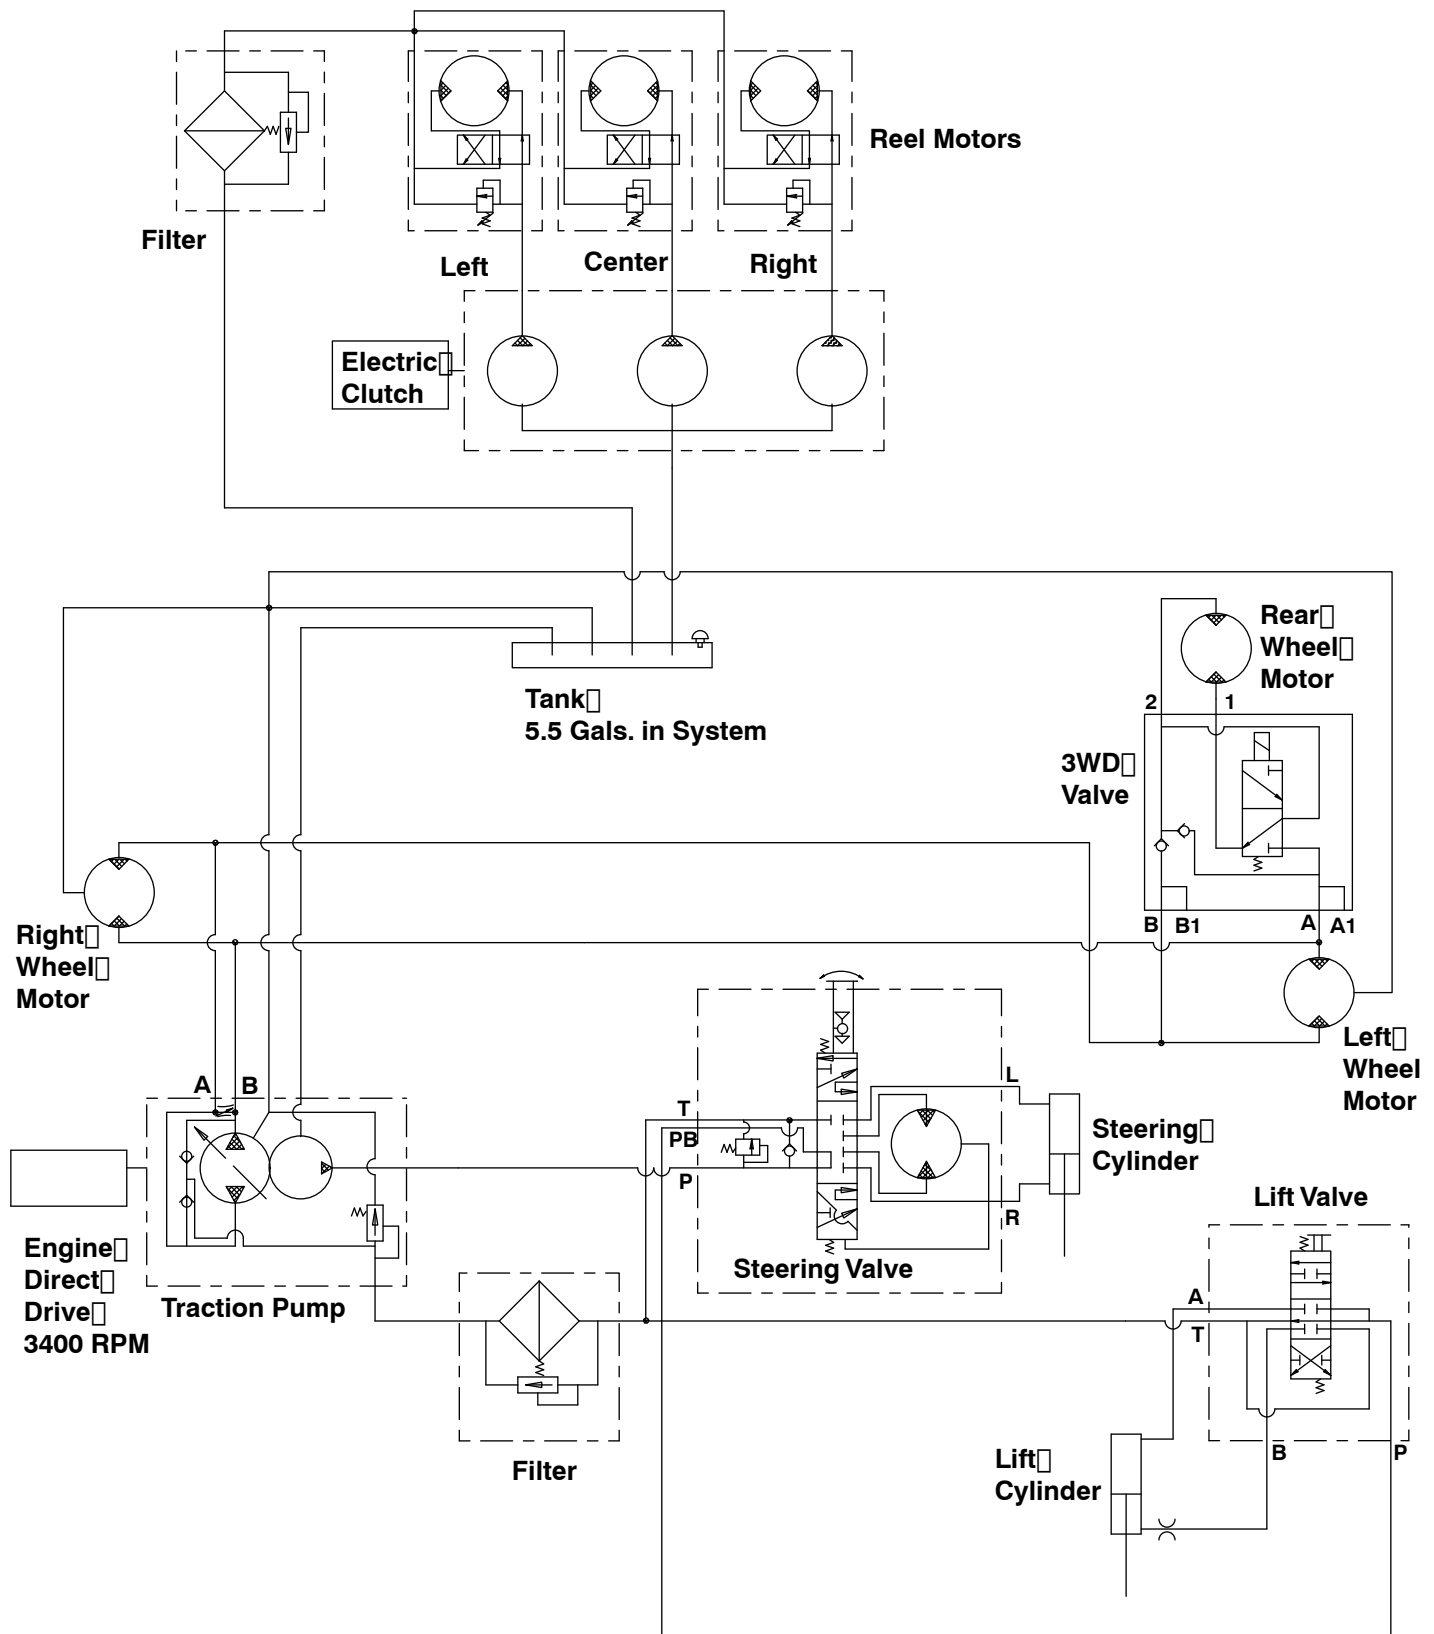 Reel Motors
Filter
Left
Center
Right
Electric
Clutch
Tank
5.5 Gals. in System
Rear
Wheel
Motor
2
1
3WD
Valve
B
B1
A
A1
Right
Wheel
Motor
Left
Wheel
Motor
A
B
T
PB
P
L
R
Steering
Cylinder
Steering Valve
Engine
Direct
Drive
3400 RPM
Traction Pump
Filter
Lift Valve
A
T
B
P
Lift
Cylinder